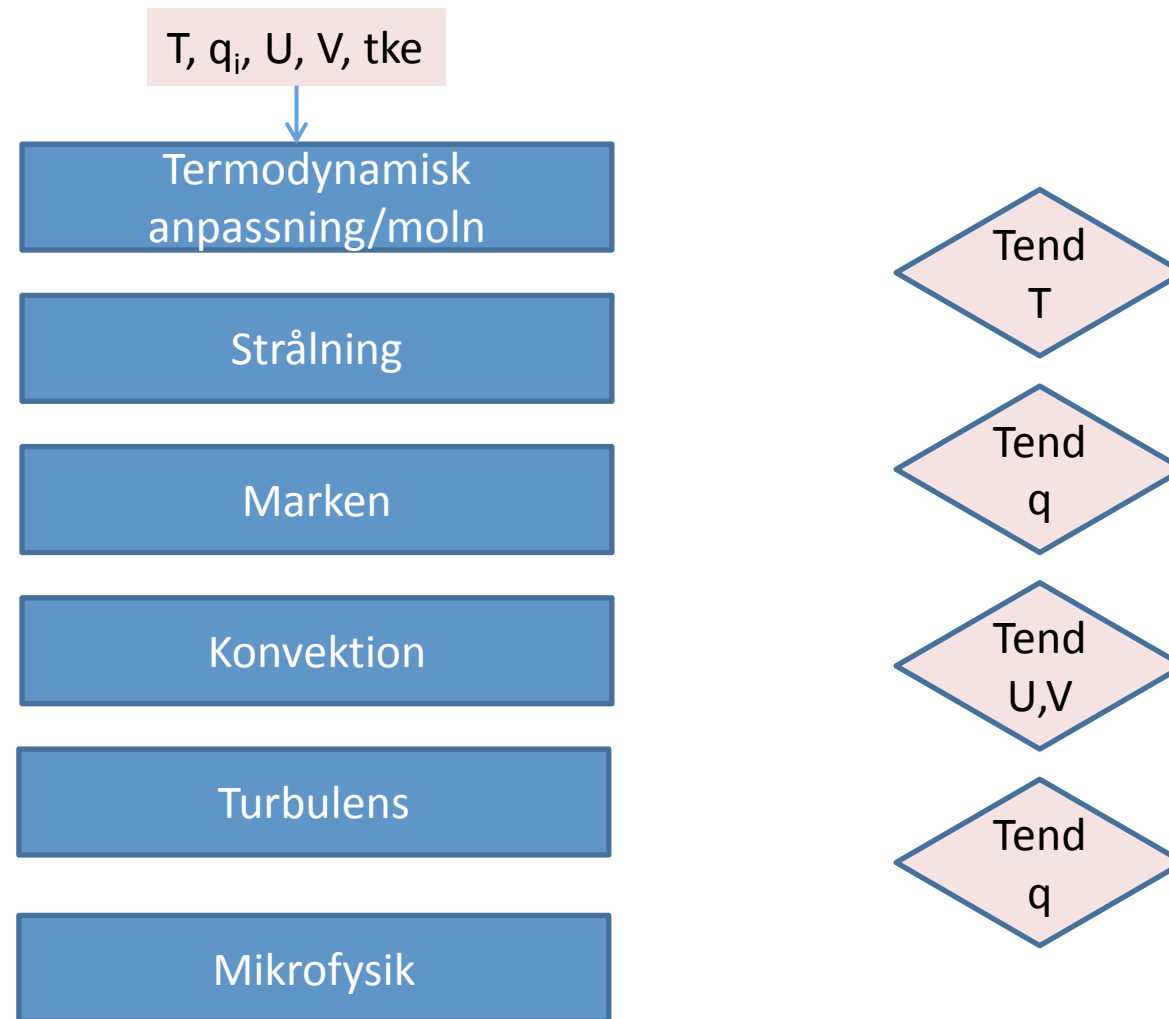 T, qᵢ, U, V, tke
Termodynamisk
anpassning/moln
Strålning
Marken
Konvektion
Turbulens
Mikrofysik
Tend
T
Tend
q
Tend
U,V
Tend
q